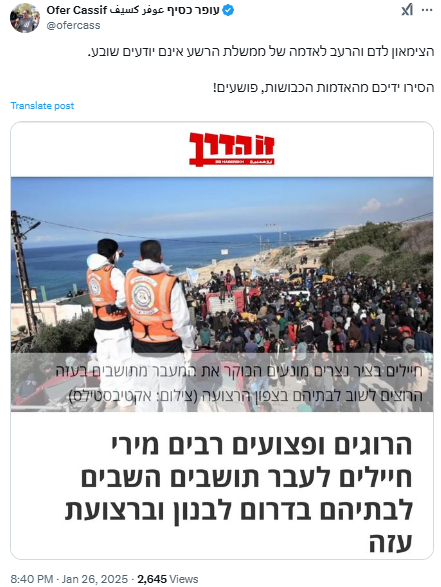 Ofer Cassif עופר כסיף عوفر كسيف
@ofercass
הצימאון לדם והרעב לאדמה של ממשלת הרשע אינם יודעים שובע.
הסירו ידיכם מהאדמות הכבושות, פושעים!
Translate post
זו הדרך
ZO HADEREKH
חיילים בציר נצרים מונעים הבוקר את המעבר מתושבים בעזה
הרוצים לשוב לבתיהם בצפון הרצועה (צילום: אקטיבסטילס)
הרוגים ופצועים רבים מירי
חיילים לעבר תושבים השבים
לבתיהם בדרום לבנון וברצועת
עזה
8:40 PM · Jan 26, 2025 · 2,645 Views